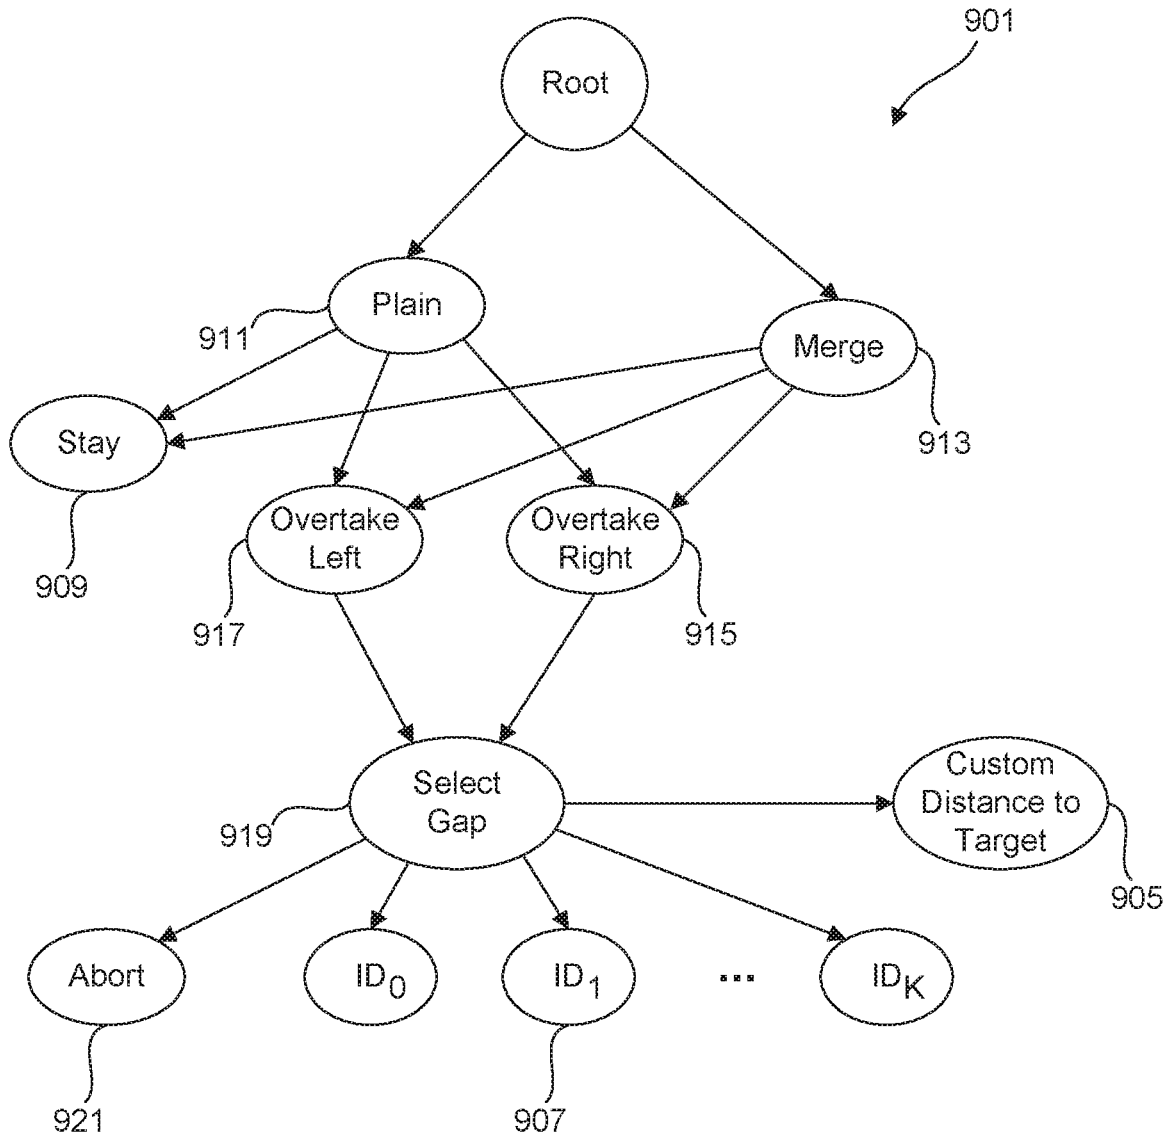 901
Root
Plain
911
Merge
913
Stay
909
Overtake
Left
917
Overtake
Right
915
Select
Gap
919
Custom
Distance to
Target
905
Abort
921
ID0
ID1
907
...
IDK